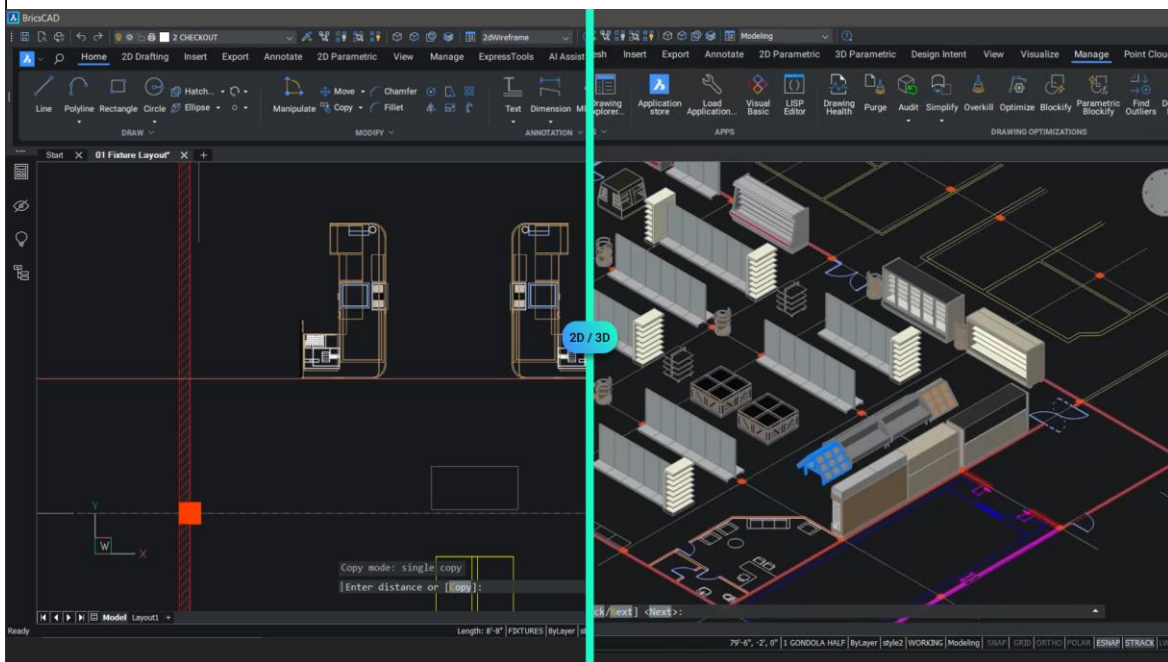 BricsCAD
2 CHECKOUT
2dWireframe
Modeling
Home 2D Drafting Insert Export Annotate 2D Parametric View Manage ExpressTools AI Assist
Insert Export Annotate 2D Parametric 3D Parametric Design Intent View Visualize Manage Point Clou
Line Polyline Rectangle Circle Hatch... Ellipse
Manipulate Move Copy Chamfer Fillet
Text Dimension
DRAW MODIFY ANNOTATION
Application store Load Application... Visual Basic LISP Editor
Drawing Health Purge Audit Simplify Overkill Optimize Blockify Parametric Blockify Find Outliers
APPS DRAWING OPTIMIZATIONS
Start 01 Fixture Layout*
2D / 3D
Y
W
X
Copy mode: single copy
Enter distance or [Copy]:
ck/Next] <Next>:
Model Layout1 +
Ready
Length: 8'-8" FIXTURES ByLayer
79'-6", -2', 0" 1 GONDOLA HALF ByLayer style2 WORKING Modeling SNAP GRID ORTHO POLAR ESNAP STRACK